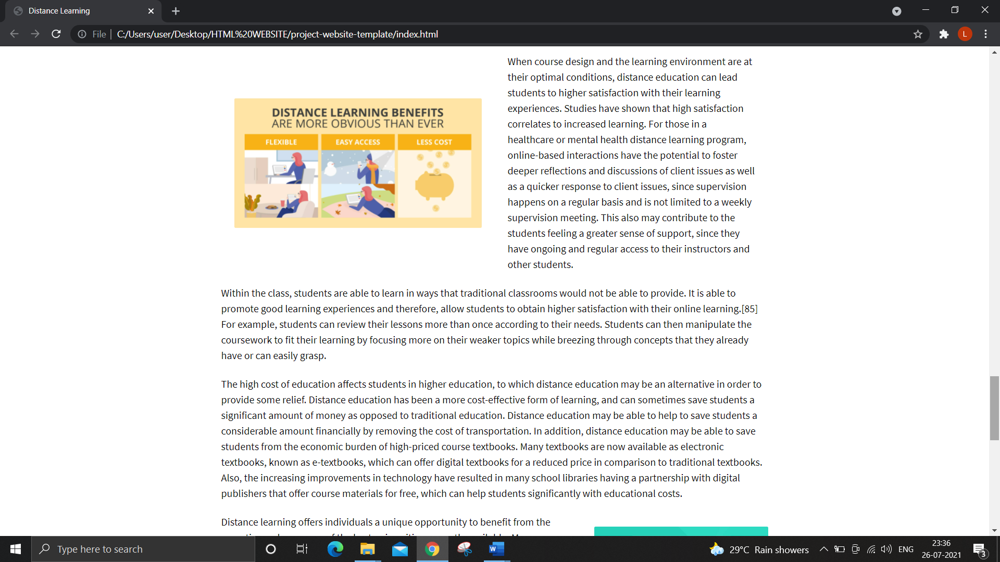 Distance Learning
File
C:/Users/user/Desktop/HTML%20WEBSITE/project-website-template/index.html
L
DISTANCE LEARNING BENEFITS
ARE MORE OBVIOUS THAN EVER
FLEXIBLE
EASY ACCESS
LESS COST
When course design and the learning environment are at
their optimal conditions, distance education can lead
students to higher satisfaction with their learning
experiences. Studies have shown that high satisfaction
correlates to increased learning. For those in a
healthcare or mental health distance learning program,
online-based interactions have the potential to foster
deeper reflections and discussions of client issues as well
as a quicker response to client issues, since supervision
happens on a regular basis and is not limited to a weekly
supervision meeting. This also may contribute to the
students feeling a greater sense of support, since they
have ongoing and regular access to their instructors and
other students.
Within the class, students are able to learn in ways that traditional classrooms would not be able to provide. It is able to
promote good learning experiences and therefore, allow students to obtain higher satisfaction with their online learning.[85]
For example, students can review their lessons more than once according to their needs. Students can then manipulate the
coursework to fit their learning by focusing more on their weaker topics while breezing through concepts that they already
have or can easily grasp.
The high cost of education affects students in higher education, to which distance education may be an alternative in order to
provide some relief. Distance education has been a more cost-effective form of learning, and can sometimes save students a
significant amount of money as opposed to traditional education. Distance education may be able to help to save students a
considerable amount financially by removing the cost of transportation. In addition, distance education may be able to save
students from the economic burden of high-priced course textbooks. Many textbooks are now available as electronic
textbooks, known as e-textbooks, which can offer digital textbooks for a reduced price in comparison to traditional textbooks.
Also, the increasing improvements in technology have resulted in many school libraries having a partnership with digital
publishers that offer course materials for free, which can help students significantly with educational costs.
Distance learning offers individuals a unique opportunity to benefit from the
Type here to search
W
29°C Rain showers
ENG
23:36
26-07-2021
3